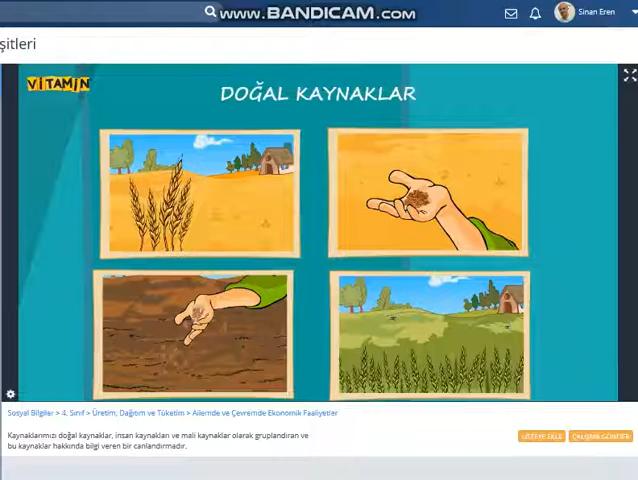 www.BANDICAM.com
Sinan Eren
şitleri
VİTAMİN
DOĞAL KAYNAKLAR
Sosyal Bilgiler > 4. Sınıf > Üretim, Dağıtım ve Tüketim > Ailemde ve Çevremde Ekonomik Faaliyetler
Kaynaklarımızı doğal kaynaklar, insan kaynakları ve mali kaynaklar olarak gruplandıran ve
bu kaynaklar hakkında bilgi veren bir canlandırmadır.
LİSTEYE EKLE
ÇALIŞMA GÖNDER